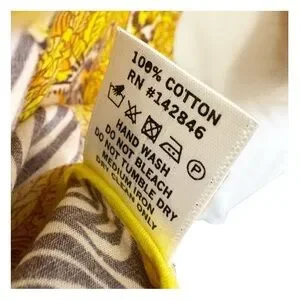 100% COTTON
RN #142846
P
HAND WASH
DO NOT BLEACH
DO NOT TUMBLE DRY
MEDIUM IRON
DRY CLEAN ONLY